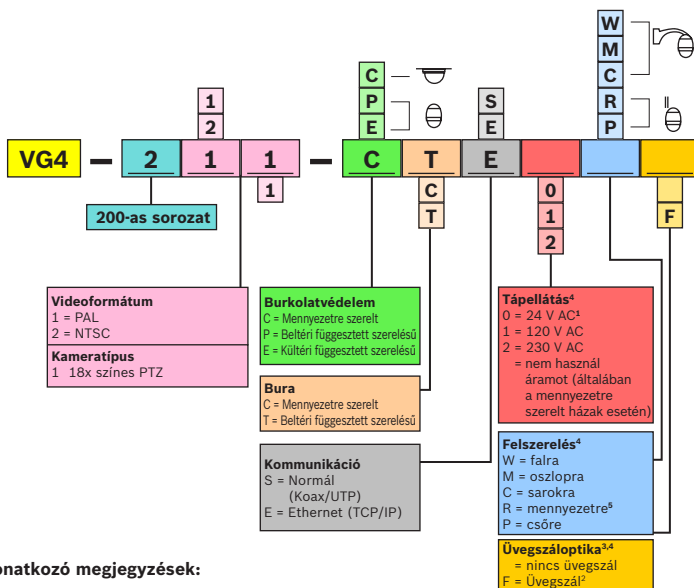 W
M
C
R
P
C
P
E
1
2
S
E
VG4 – 2 1 1 – C T E
1
C
T
0
1
2
F
200-as sorozat
Videoformátum
1 = PAL
2 = NTSC
Kameratípus
1 18x színes PTZ
Burkolatvédelem
C = Mennyezetre szerelt
P = Beltéri függesztett szerelésű
E = Kültéri függesztett szerelésű
Bura
C = Mennyezetre szerelt
T = Beltéri függesztett szerelésű
Kommunikáció
S = Normál
(Koax/UTP)
E = Ethernet (TCP/IP)
Tápellátás⁴
0 = 24 V AC¹
1 = 120 V AC
2 = 230 V AC
= nem használ
áramot (általában
a mennyezetre
szerelt házak esetén)
Felszerelés⁴
W = falra
M = oszlopra
C = sarokra
R = mennyezetre⁵
P = csőre
Üvegszáloptika³,⁴
= nincs üvegszál
F = Üvegszál²
onatkozó megjegyzések: